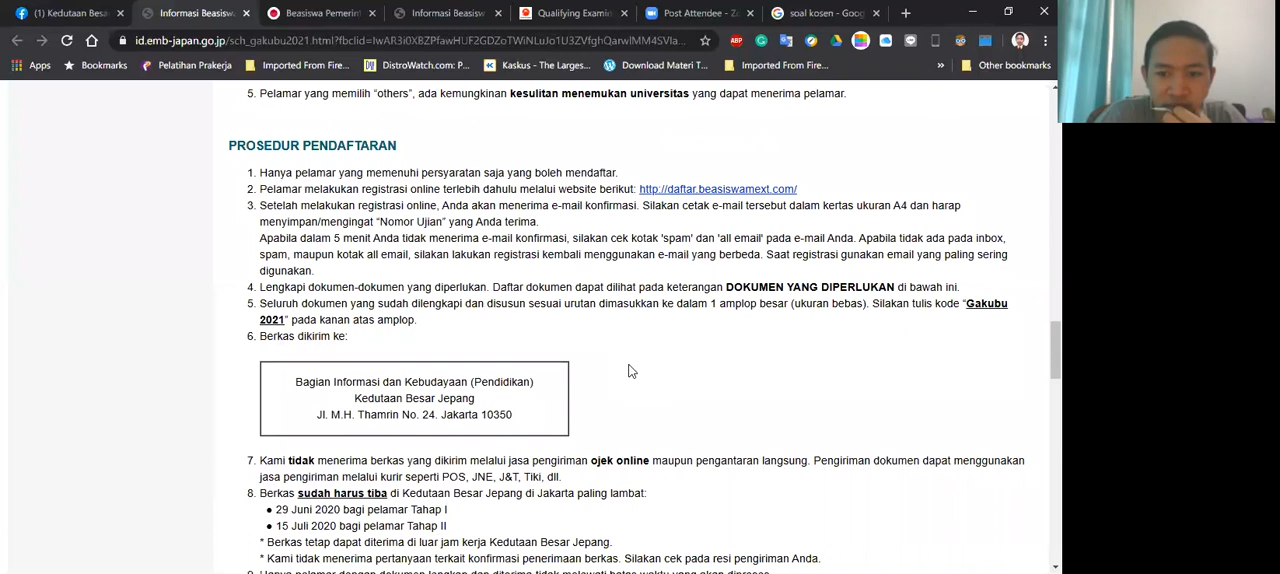 (1) Kedutaan Besa
Informasi Beasisw
Beasiswa Pemerin
Informasi Beasisw
Qualifying Examin
Post Attendee - Z
soal kosen - Goog
id.emb-japan.go.jp/sch_gakubu2021.html?fbclid=
Apps
Bookmarks
Pelatihan Prakerja
Imported From Fire...
DistroWatch.com: P...
Kaskus - The Larges...
Download Materi T...
Imported From Fire...
»
Other bookmarks
5. Pelamar yang memilih “others”, ada kemungkinan kesulitan menemukan universitas yang dapat menerima pelamar.
PROSEDUR PENDAFTARAN
1. Hanya pelamar yang memenuhi persyaratan saja yang boleh mendaftar.
2. Pelamar melakukan registrasi online terlebih dahulu melalui website berikut: http://daftar.beasiswamext.com/
3. Setelah melakukan registrasi online, Anda akan menerima e-mail konfirmasi. Silakan cetak e-mail tersebut dalam kertas ukuran A4 dan harap
menyimpan/mengingat “Nomor Ujian” yang Anda terima.
Apabila dalam 5 menit Anda tidak menerima e-mail konfirmasi, silakan cek kotak 'spam' dan 'all email' pada e-mail Anda. Apabila tidak ada pada inbox,
spam, maupun kotak all email, silakan lakukan registrasi kembali menggunakan e-mail yang berbeda. Saat registrasi gunakan email yang paling sering
digunakan.
4. Lengkapi dokumen-dokumen yang diperlukan. Daftar dokumen dapat dilihat pada keterangan DOKUMEN YANG DIPERLUKAN di bawah ini.
5. Seluruh dokumen yang sudah dilengkapi dan disusun sesuai urutan dimasukkan ke dalam 1 amplop besar (ukuran bebas). Silakan tulis kode “Gakubu
2021” pada kanan atas amplop.
6. Berkas dikirim ke:
Bagian Informasi dan Kebudayaan (Pendidikan)
Kedutaan Besar Jepang
Jl. M.H. Thamrin No. 24. Jakarta 10350
7. Kami tidak menerima berkas yang dikirim melalui jasa pengiriman ojek online maupun pengantaran langsung. Pengiriman dokumen dapat menggunakan
jasa pengiriman melalui kurir seperti POS, JNE, J&T, Tiki, dll.
8. Berkas sudah harus tiba di Kedutaan Besar Jepang di Jakarta paling lambat:
● 29 Juni 2020 bagi pelamar Tahap I
● 15 Juli 2020 bagi pelamar Tahap II
* Berkas tetap dapat diterima di luar jam kerja Kedutaan Besar Jepang.
* Kami tidak menerima pertanyaan terkait konfirmasi penerimaan berkas. Silakan cek pada resi pengiriman Anda.
9. Hanya pelamar dengan dokumen lengkap dan diterima tidak melewati batas waktu yang akan diproses.